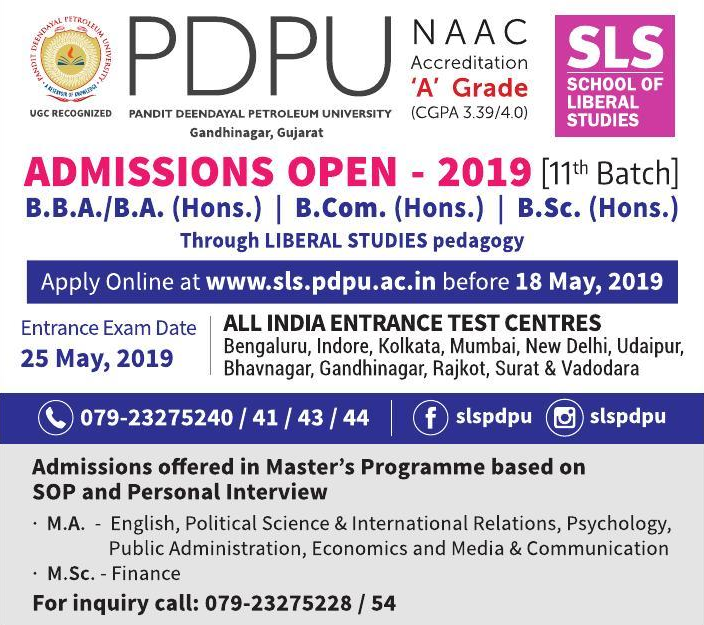 PANDIT DEENDAYAL PETROLEUM UNIVERSITY
UGC RECOGNIZED
PDPU
PANDIT DEENDAYAL PETROLEUM UNIVERSITY
Gandhinagar, Gujarat
NAAC
Accreditation
'A' Grade
(CGPA 3.39/4.0)
SLS
SCHOOL OF
LIBERAL
STUDIES
ADMISSIONS OPEN - 2019 [11th Batch]
B.B.A./B.A. (Hons.) | B.Com. (Hons.) | B.Sc. (Hons.)
Through LIBERAL STUDIES pedagogy
Apply Online at www.sls.pdpu.ac.in before 18 May, 2019
Entrance Exam Date
25 May, 2019
ALL INDIA ENTRANCE TEST CENTRES
Bengaluru, Indore, Kolkata, Mumbai, New Delhi, Udaipur,
Bhavnagar, Gandhinagar, Rajkot, Surat & Vadodara
079-23275240 / 41 / 43 / 44 | slspdpu slspdpu
Admissions offered in Master's Programme based on
SOP and Personal Interview
· M.A. - English, Political Science & International Relations, Psychology,
Public Administration, Economics and Media & Communication
· M.Sc. - Finance
For inquiry call: 079-23275228 / 54